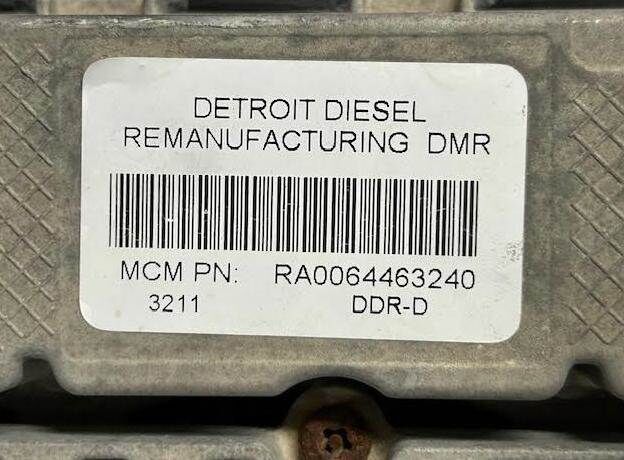 DETROIT DIESEL
REMANUFACTURING DMR
MCM PN: RA0064463240
3211 DDR-D